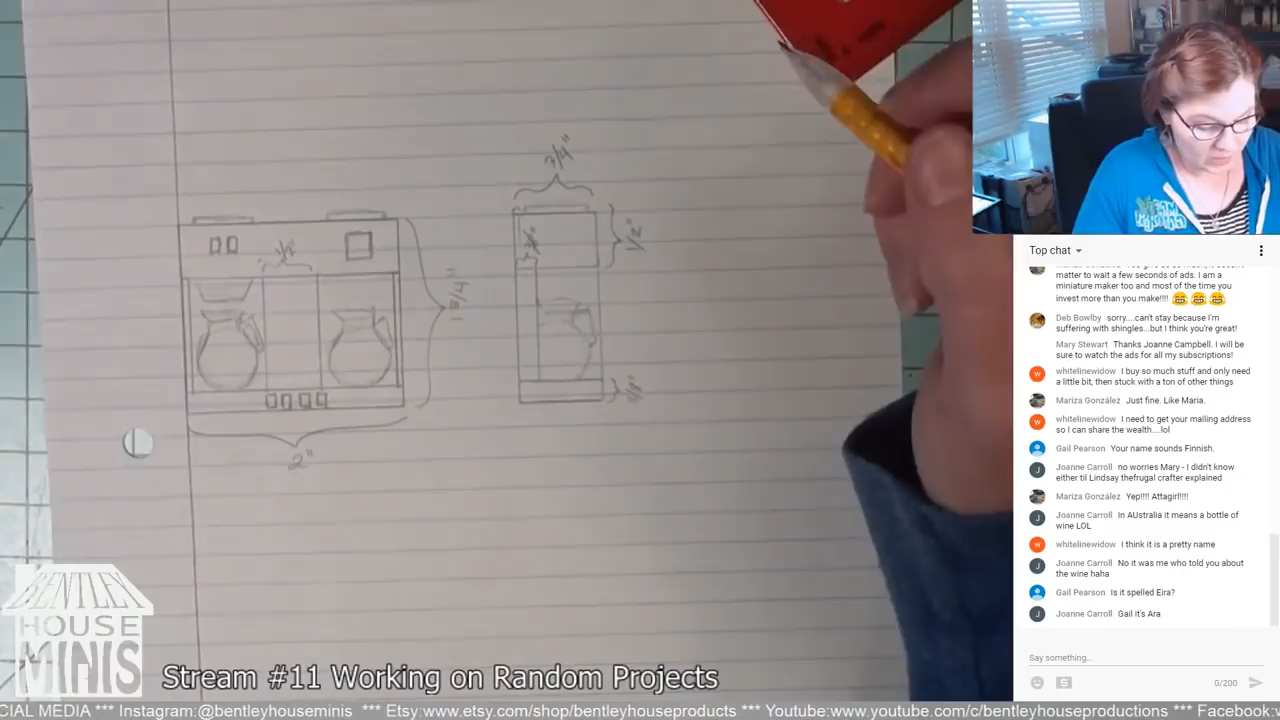 3/4"
1/2"
1/2"
2"
BENTLEY
HOUSE
MINIS
Stream #11 Working on Random Projects
CIAL MEDIA *** Instagram:@bentleyhouseminis *** Etsy:www.etsy.com/shop/bentleyhouseproductions *** Youtube:www.youtube.com/c/bentleyhouseproductions *** Facebook:w
Top chat
matter to wait a few seconds of ads. I am a
miniature maker too and most of the time you
invest more than you make!!!! 😂 😂 😂
Deb Bowlby sorry....can't stay because I'm
suffering with shingles...but I think you're great!
Mary Stewart Thanks Joanne Campbell. I will be
sure to watch the ads for all my subscriptions!
whitelinewidow I buy so much stuff and only need
a little bit, then stuck with a ton of other things
Mariza González Just fine. Like Maria.
whitelinewidow I need to get your mailing address
so I can share the wealth....lol
Gail Pearson Your name sounds Finnish.
Joanne Carroll no worries Mary - I didn't know
either til Lindsay thefrugal crafter explained
Mariza González Yep!!!! Attagirl!!!!
Joanne Carroll In AUstralia it means a bottle of
wine LOL
whitelinewidow I think it is a pretty name
Joanne Carroll No it was me who told you about
the wine haha
Gail Pearson Is it spelled Eira?
Joanne Carroll Gail it's Ara
Say something...
0/200